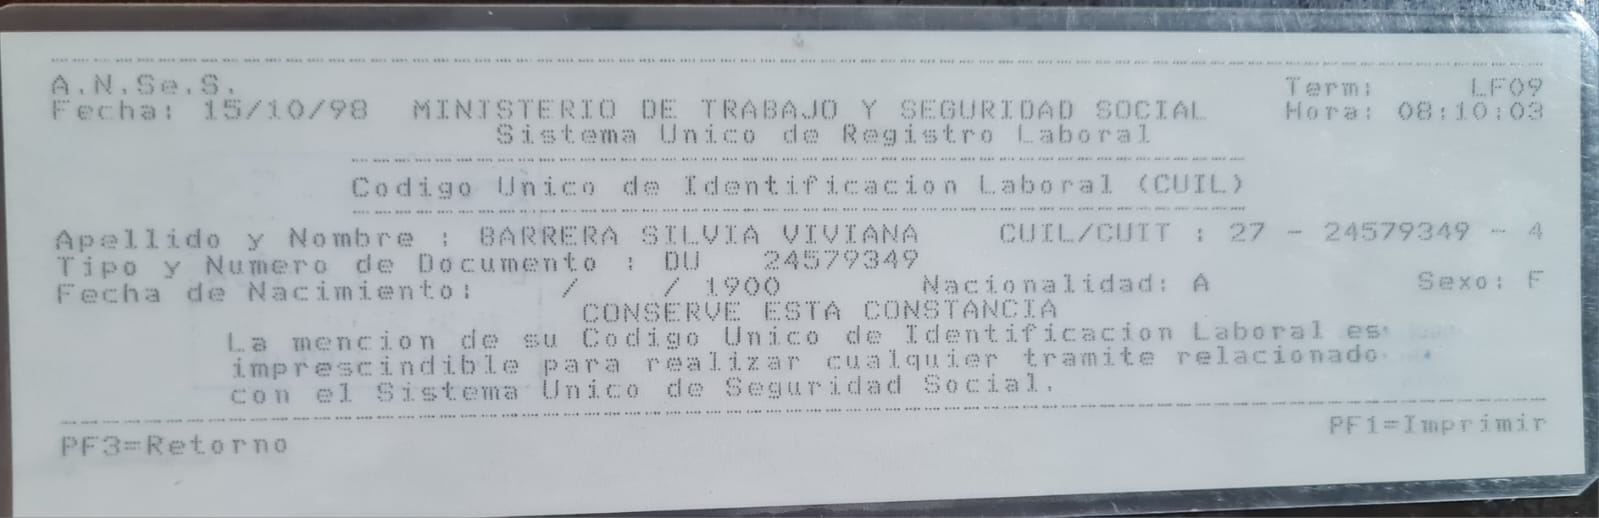 A.N.Se.S. Term: LF09
Fecha: 15/10/98 MINISTERIO DE TRABAJO Y SEGURIDAD SOCIAL Hora: 08:10:03
Sistema Unico de Registro Laboral
Codigo Unico de Identificacion Laboral (CUIL)
Apellido y Nombre : BARRERA SILVIA VIVIANA CUIL/CUIT : 27 - 24579349 - 4
Tipo y Numero de Documento : DU 24579349
Fecha de Nacimiento: / / 1900 Nacionalidad: A Sexo: F
CONSERVE ESTA CONSTANCIA
La mencion de su Codigo Unico de Identificacion Laboral es
imprescindible para realizar cualquier tramite relacionado
con el Sistema Unico de Seguridad Social.
PF3=Retorno PF1=Imprimir